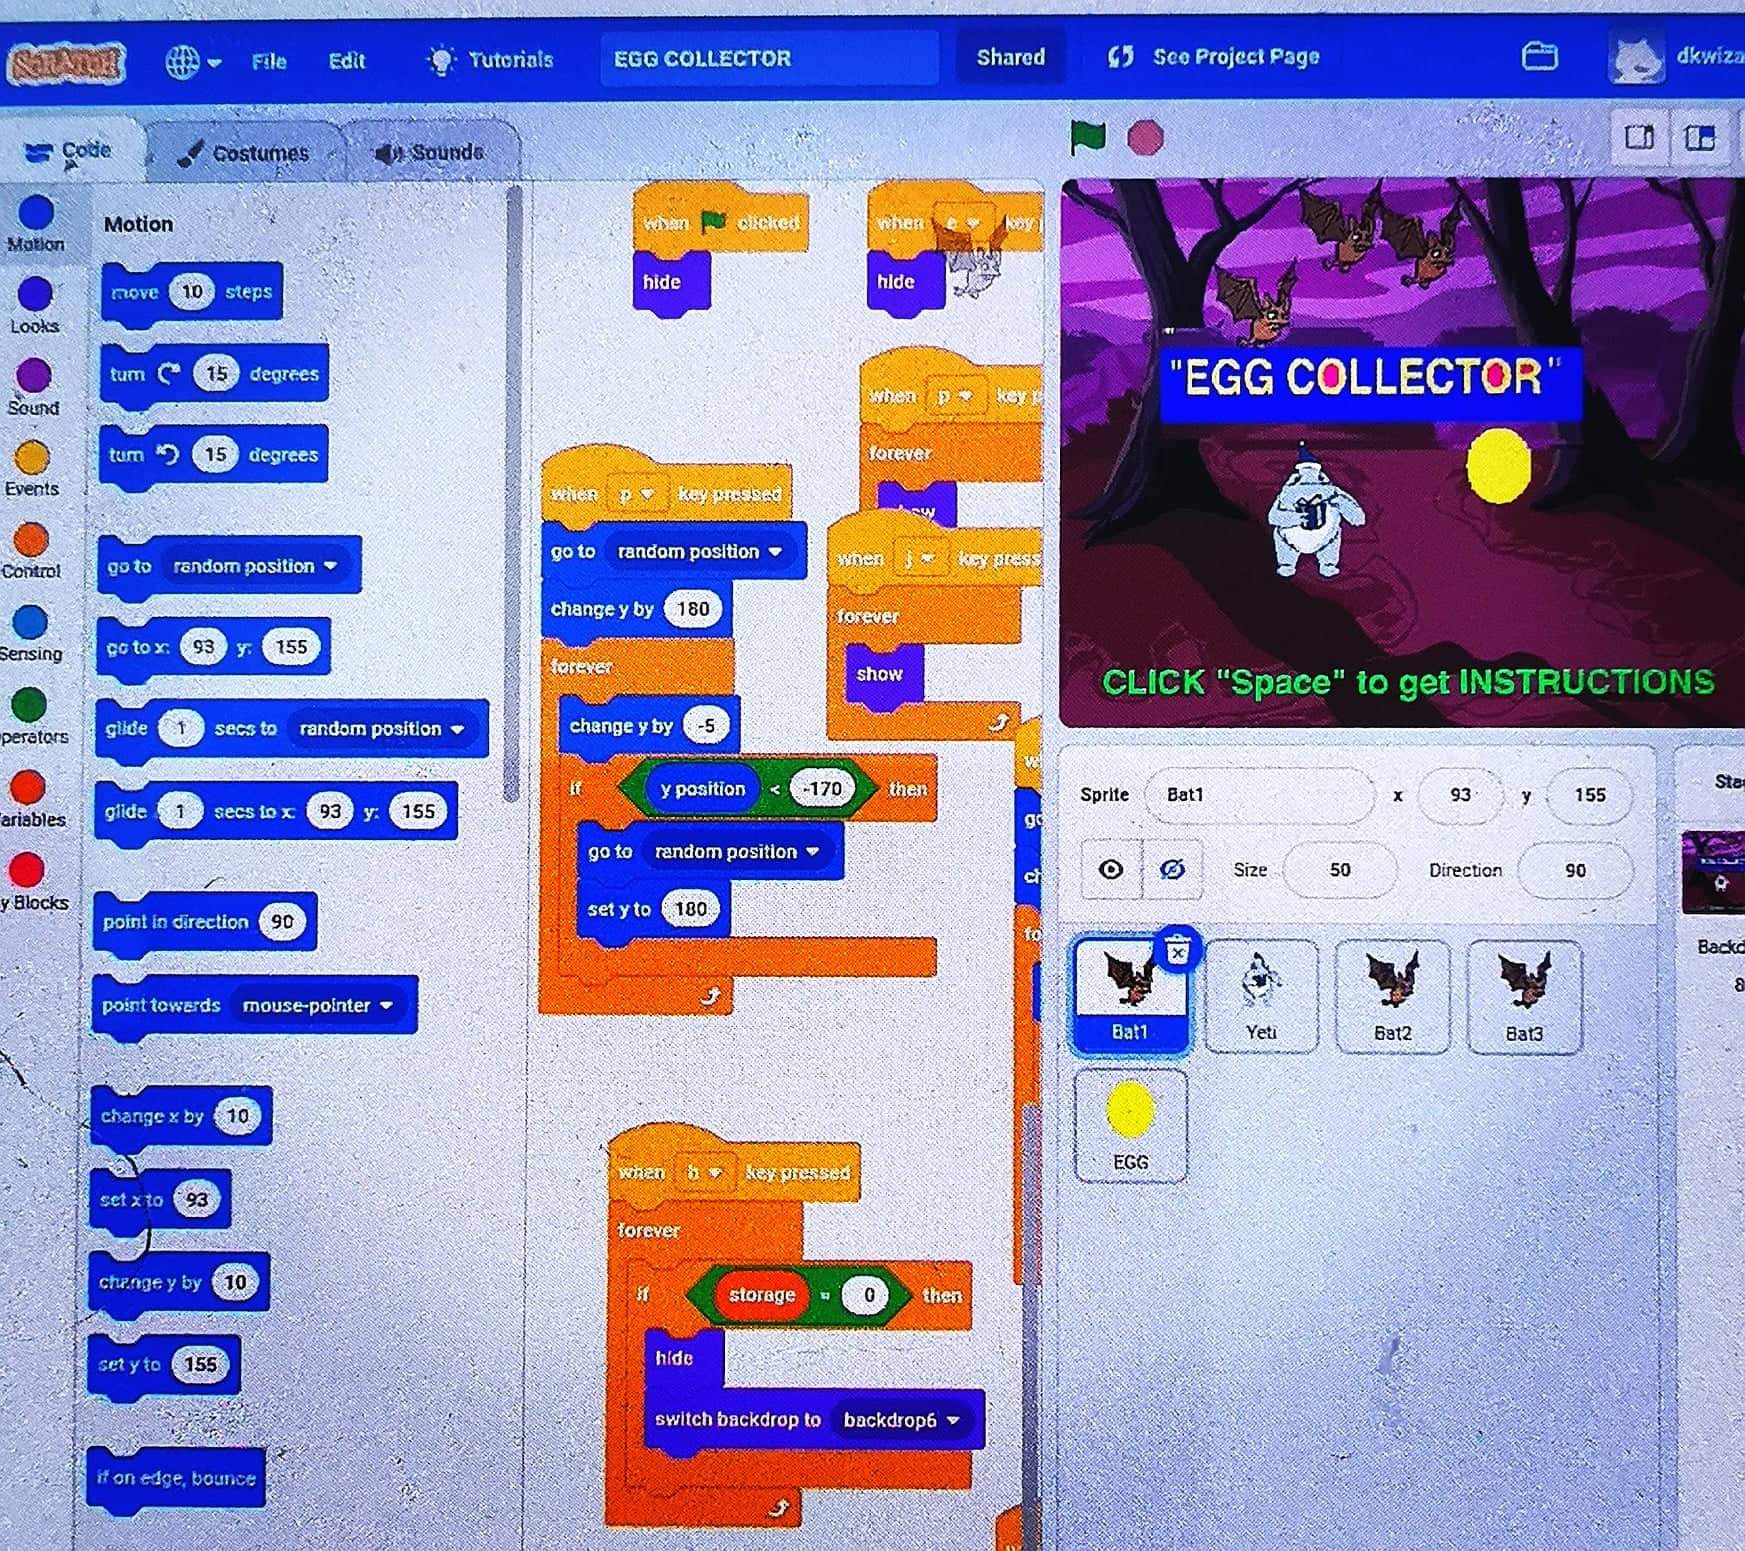 SCRATCH
File
Edit
Tutorials
EGG COLLECTOR
Shared
See Project Page
dkwiza
Code
Costumes
Sounds
Motion
Looks
Sound
Events
Control
Sensing
perators
ariables
y Blocks
Motion
move 10 steps
turn 15 degrees
turn 15 degrees
go to random position
go to x: 93 y: 155
glide 1 secs to random position
glide 1 secs to x: 93 y: 155
point in direction 90
point towards mouse-pointer
change x by 10
set x to 93
change y by 10
set y to 155
if on edge, bounce
when clicked
hide
when key
hide
when p key p
forever
when p key pressed
go to random position
change y by 180
forever
change y by -5
if y position < -170 then
go to random position
set y to 180
when j key press
forever
show
when h key pressed
forever
if storage = 0 then
hide
switch backdrop to backdrop6
"EGG COLLECTOR"
CLICK "Space" to get INSTRUCTIONS
Sprite Bat1 x 93 y 155
Size 50 Direction 90
Bat1
Yeti
Bat2
Bat3
EGG
Sta
Backd
8